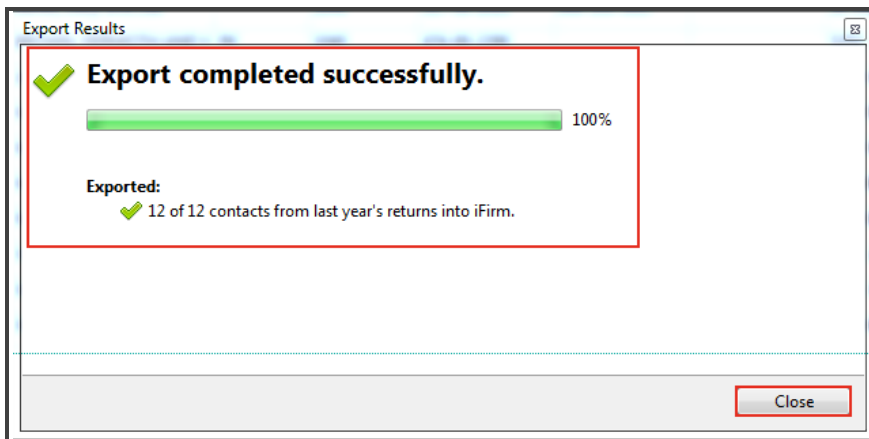 Export Results
Export completed successfully.
100%
Exported:
12 of 12 contacts from last year's returns into iFirm.
Close